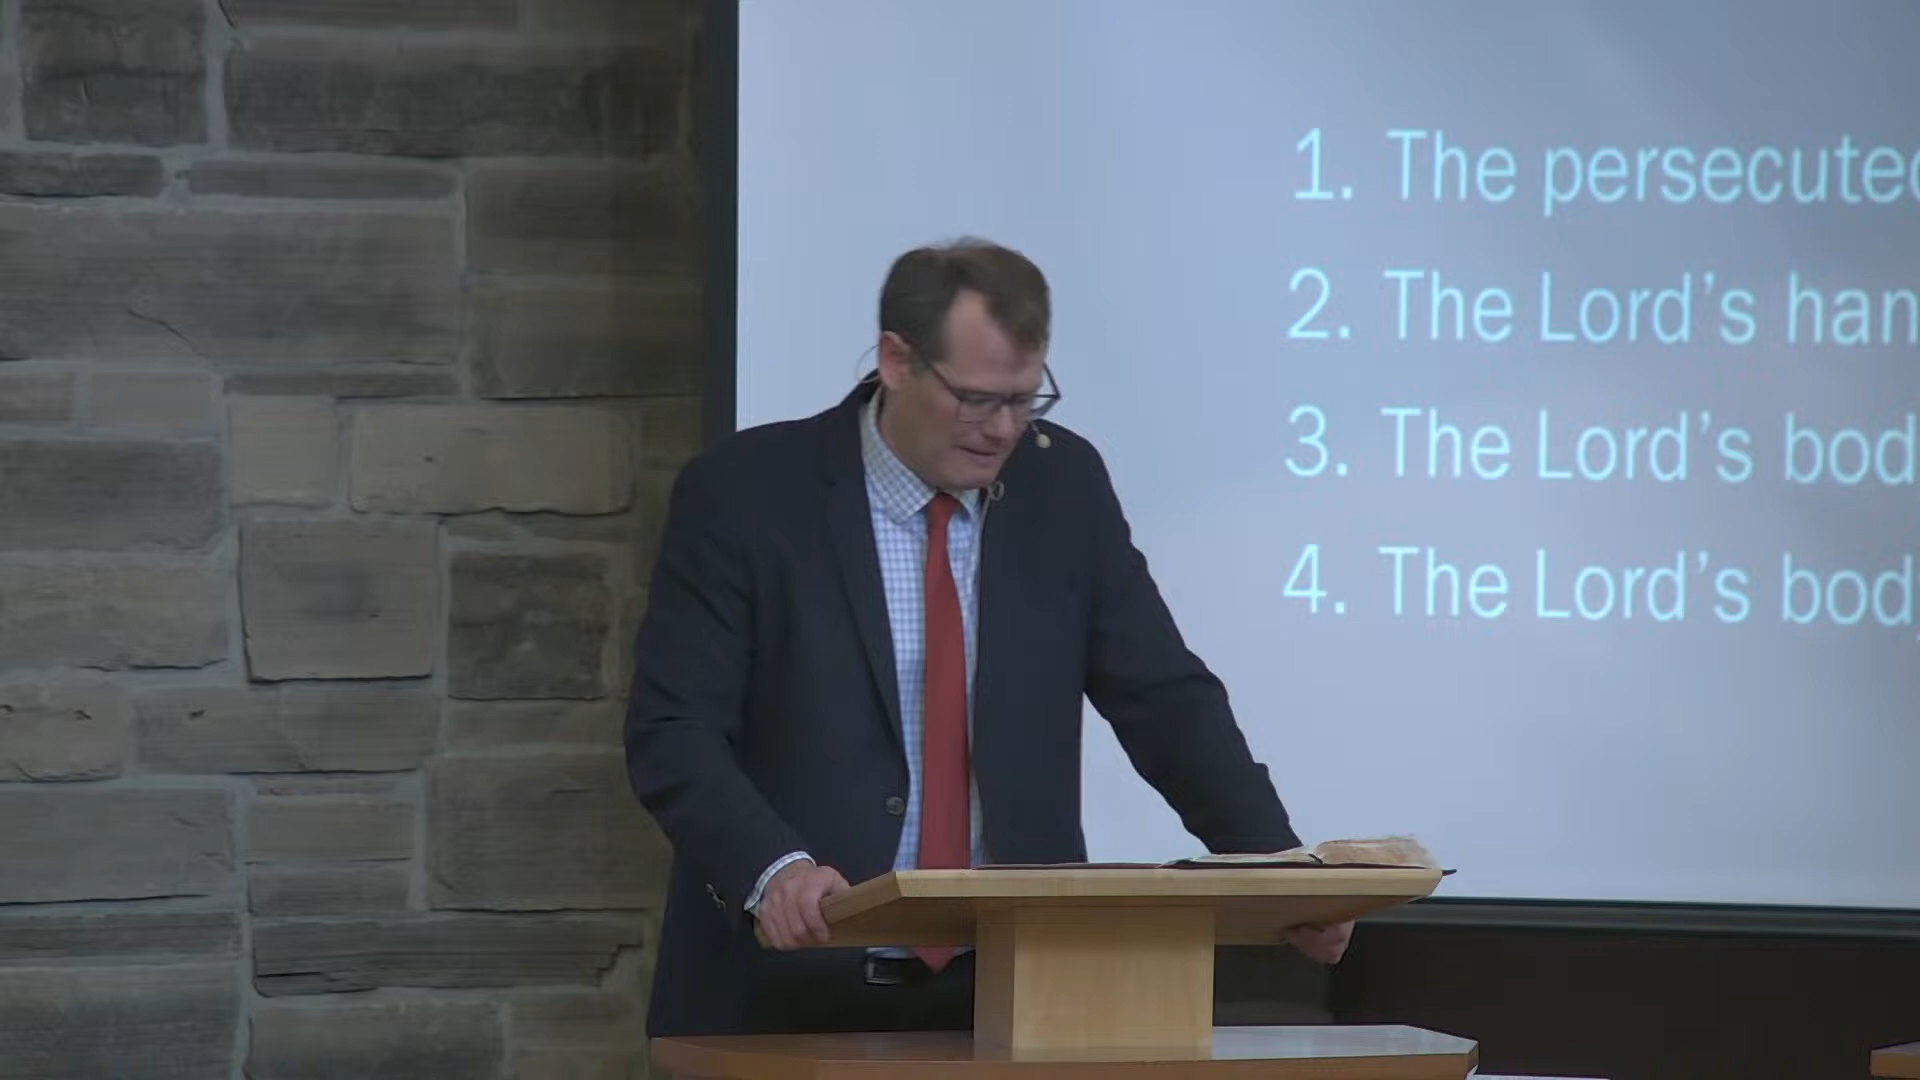 1. The persecuted
2. The Lord's han
3. The Lord's bod
4. The Lord's bod